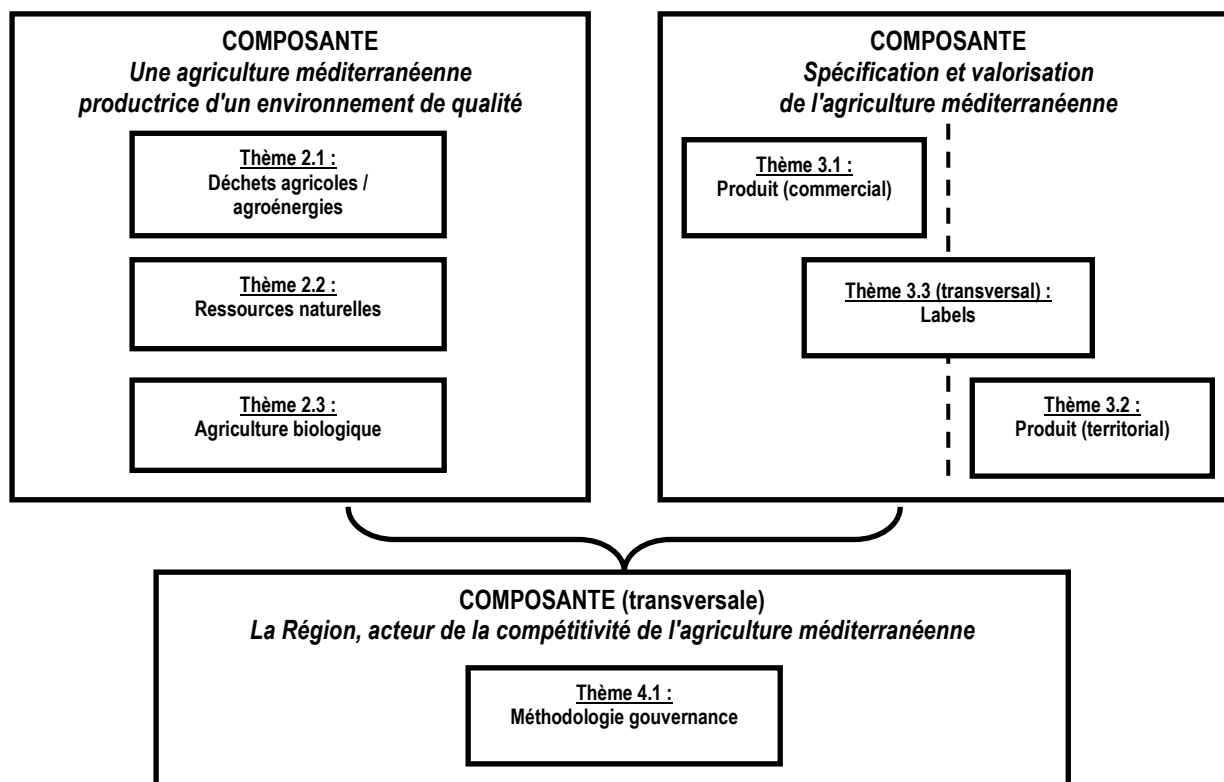 COMPOSANTE
Une agriculture méditerranéenne
productrice d'un environnement de qualité
Thème 2.1 :
Déchets agricoles /
agroénergies
Thème 2.2 :
Ressources naturelles
Thème 2.3 :
Agriculture biologique
COMPOSANTE
Spécification et valorisation
de l'agriculture méditerranéenne
Thème 3.1 :
Produit (commercial)
Thème 3.3 (transversal) :
Labels
Thème 3.2 :
Produit (territorial)
COMPOSANTE (transversale)
La Région, acteur de la compétitivité de l'agriculture méditerranéenne
Thème 4.1 :
Méthodologie gouvernance